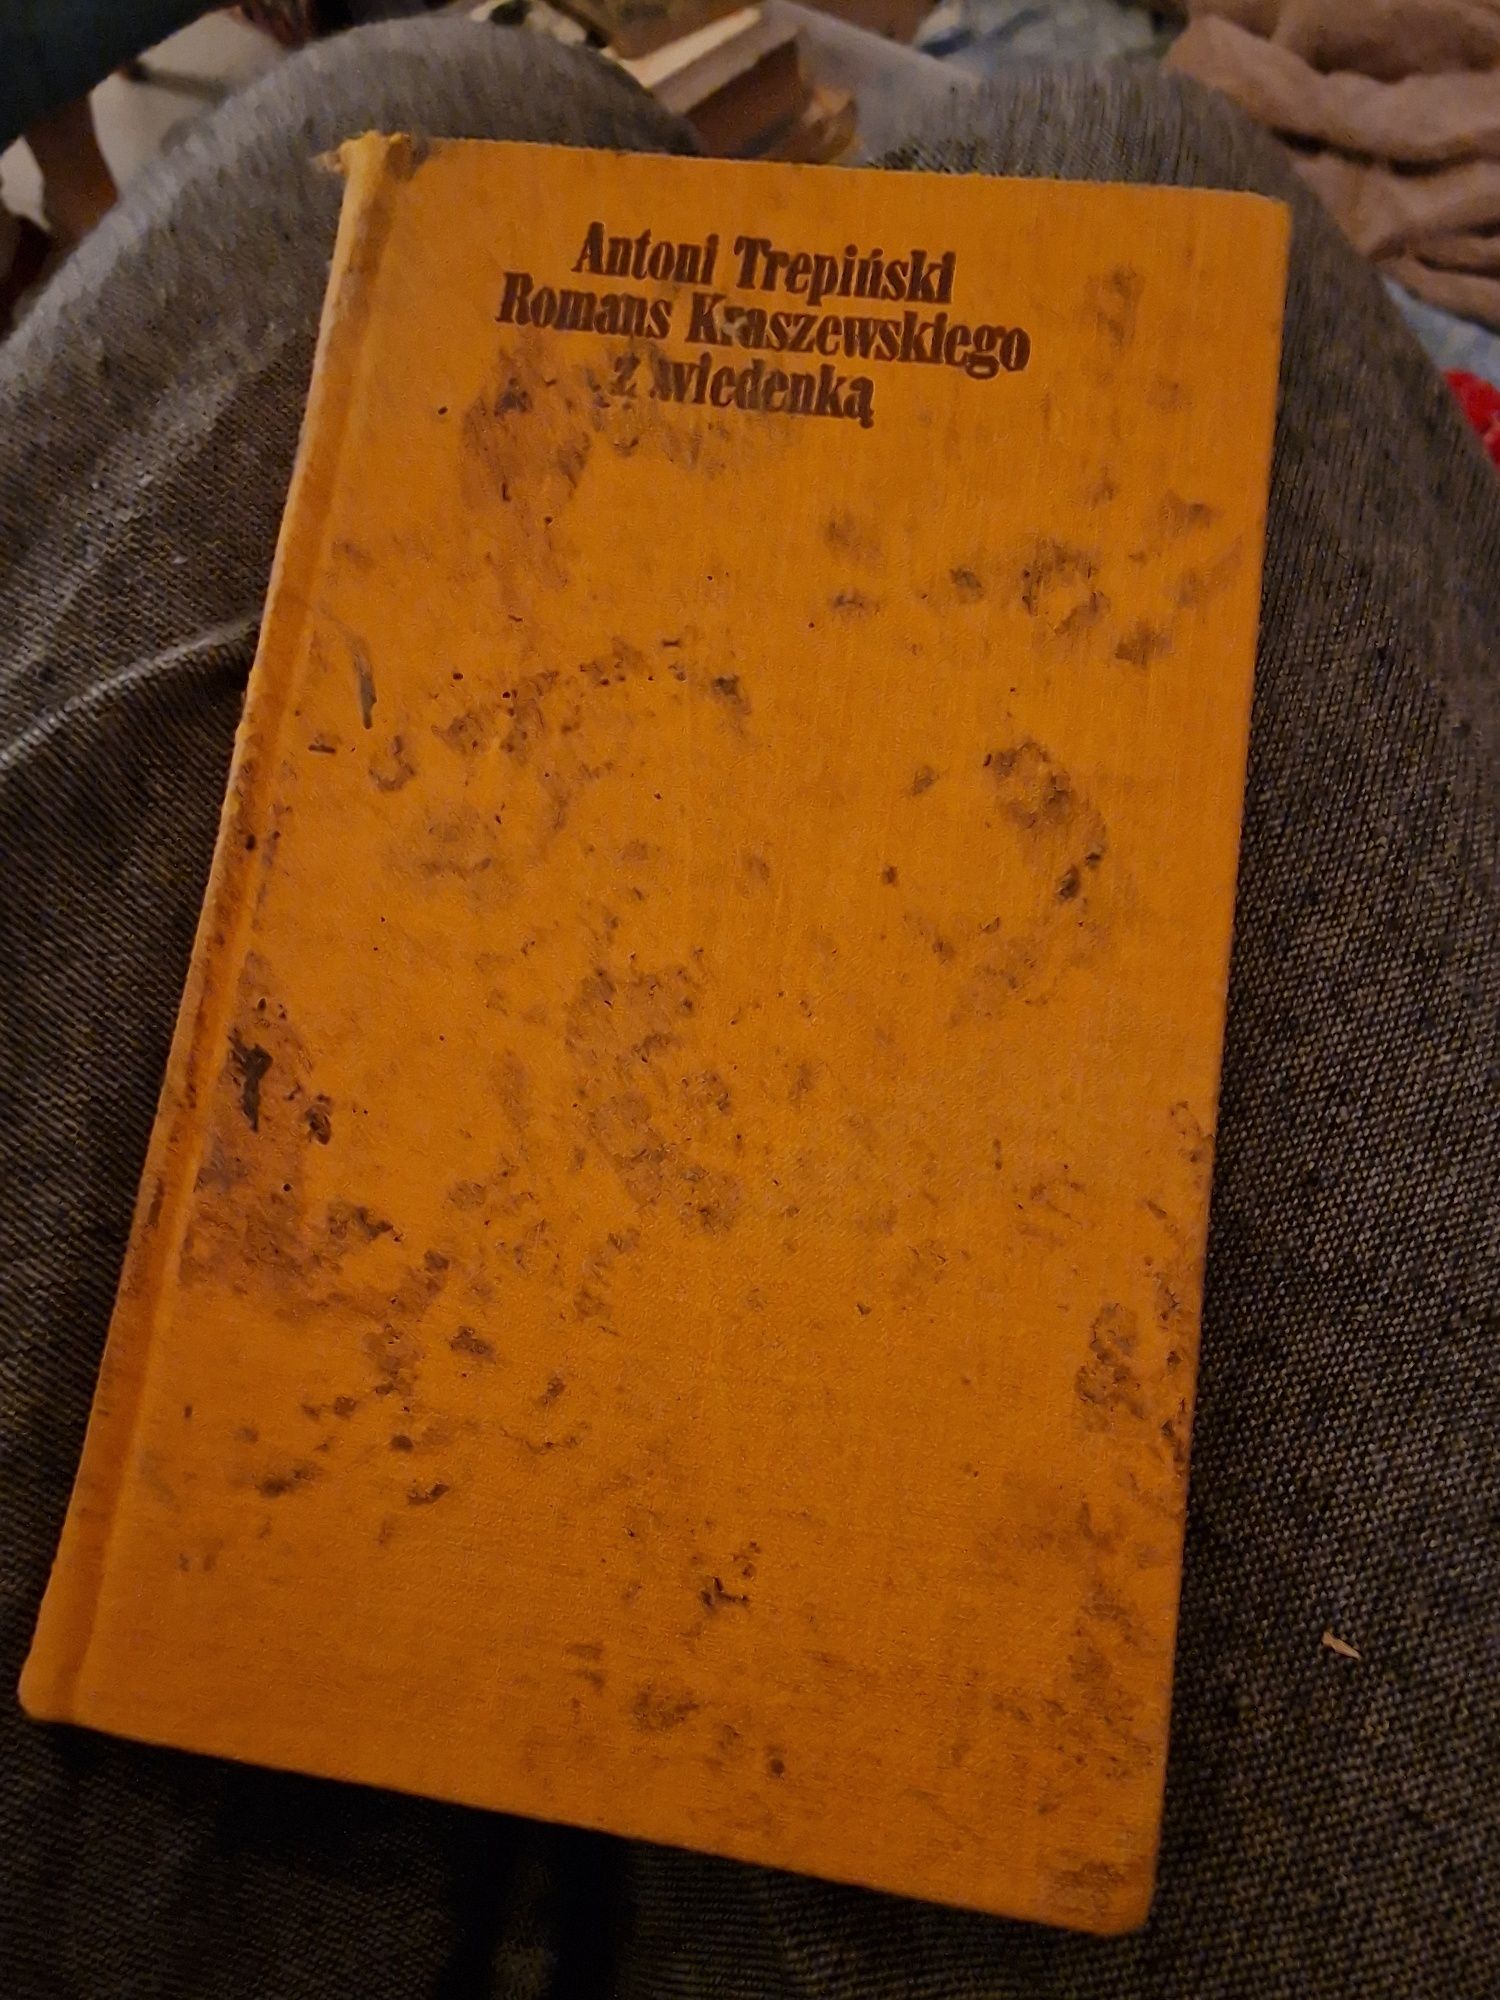 Antoni Trepiński
Romans Kraszewskiego
z wiedenką